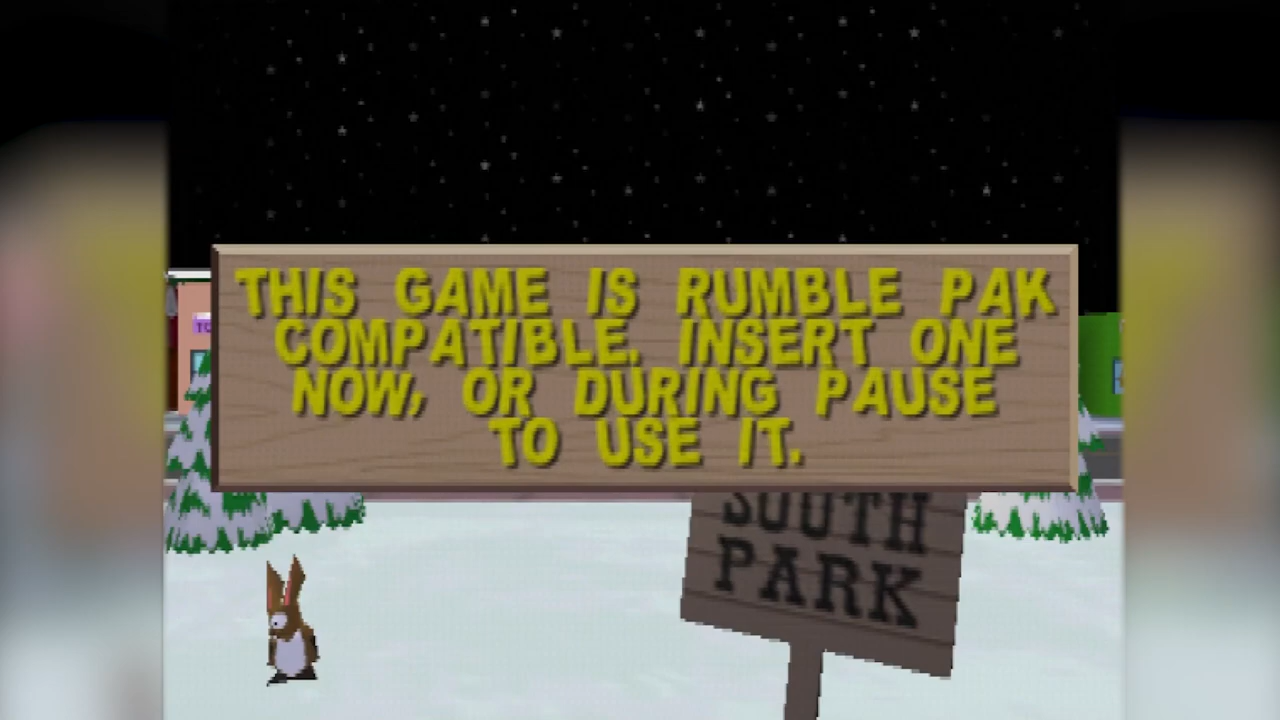 THIS GAME IS RUMBLE PAK
COMPATIBLE. INSERT ONE
NOW, OR DURING PAUSE
TO USE IT.
SOUTH
PARK